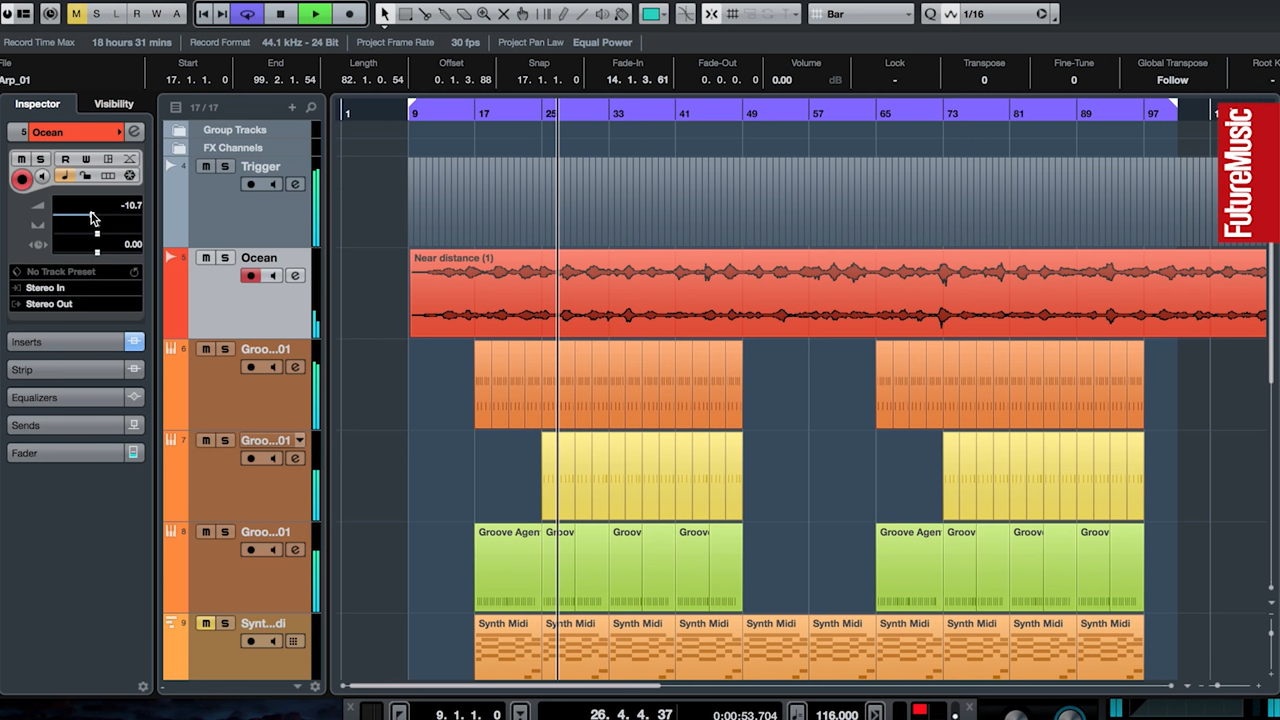 M S L R W A
Bar
Q 1/16
Record Time Max 18 hours 31 mins Record Format 44.1 kHz - 24 Bit Project Frame Rate 30 fps Project Pan Law Equal Power
File Start End Length Offset Snap Fade-In Fade-Out Volume Lock Transpose Fine-Tune Global Transpose Root K
Arp_01 17. 1. 1. 0 99. 2. 1. 54 82. 1. 0. 54 0. 1. 3. 88 17. 1. 1. 0 14. 1. 3. 61 0. 0. 0. 0 0.00 dB - 0 0 Follow
Inspector Visibility 17 / 17
1 9 17 25 33 41 49 57 65 73 81 89 97
5 Ocean e
Group Tracks
FX Channels
M S R W
4 M S Trigger
e
-10.7
0.00
No Track Preset
Stereo In
Stereo Out
FutureMusic
5 M S Ocean
e
Near distance (1)
Inserts
Strip
Equalizers
Sends
Fader
6 M S Groo...01
e
7 M S Groo...01
e
8 M S Groo...01
e
Groove Agen Groov Groov Groov Groove Agen Groov Groov Groov
9 M S Synt...di
Synth Midi Synth Midi Synth Midi Synth Midi Synth Midi Synth Midi Synth Midi Synth Midi Synth Midi Synth Midi
9. 1. 1. 0 26. 4. 4. 37 0:00:53.704 116.000